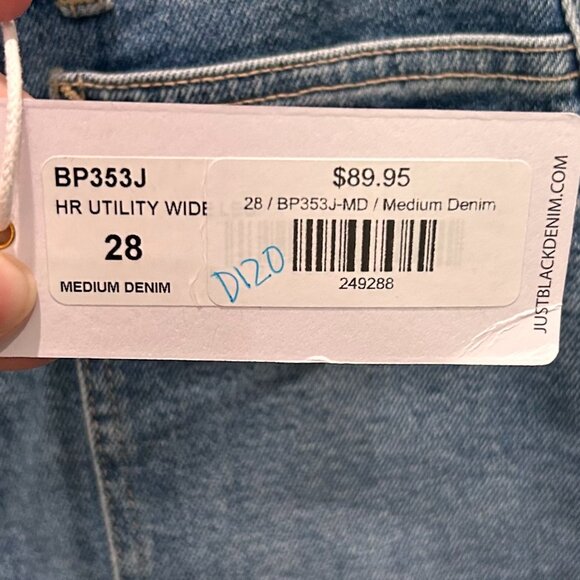 BP353J
HR UTILITY WIDE
28
MEDIUM DENIM
$89.95
28 / BP353J-MD / Medium Denim
249288
D120
JUSTBLACKDENIM.COM